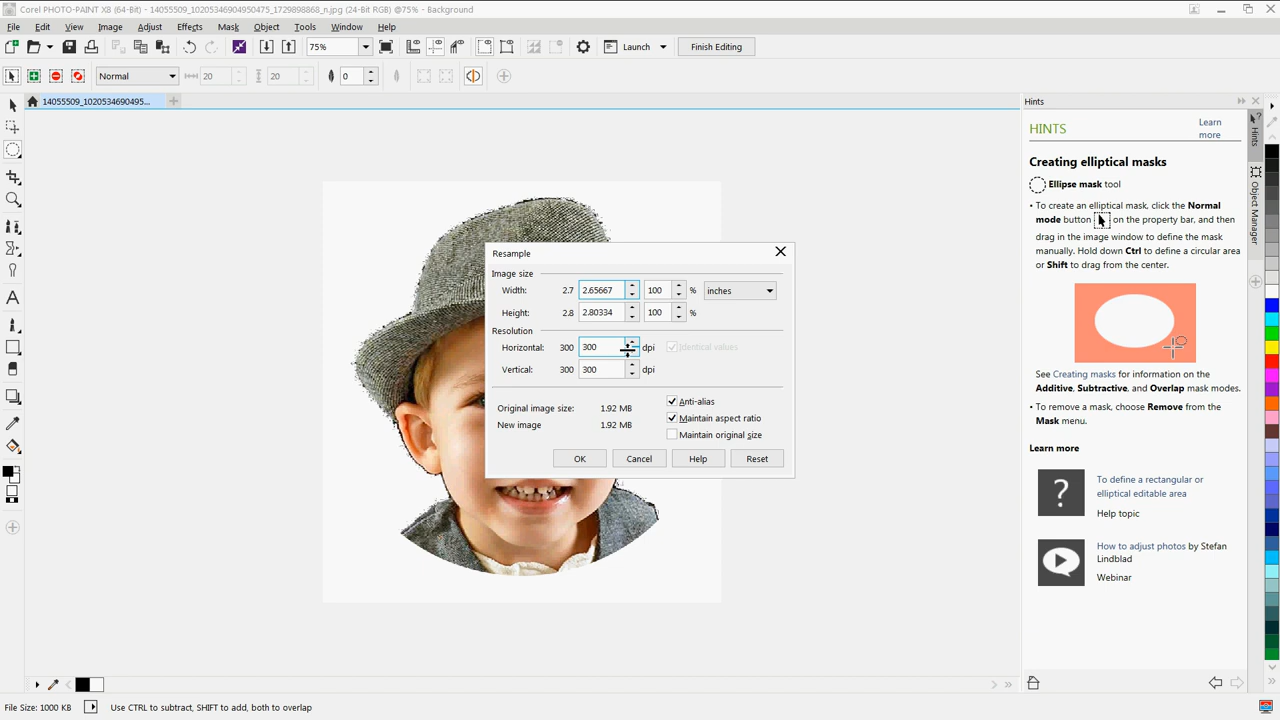 Corel PHOTO-PAINT X8 (64-Bit) - 14055509_10205346904950475_1729898868_n.jpg (24-Bit RGB) @75% - Background
File Edit View Image Adjust Effects Mask Object Tools Window Help
75% Launch Finish Editing
Normal 20 20 0
14055509_1020534690495...
Hints
HINTS
Learn more
Creating elliptical masks
Ellipse mask tool
• To create an elliptical mask, click the Normal
mode button on the property bar, and then
drag in the image window to define the mask
manually. Hold down Ctrl to define a circular area
or Shift to drag from the center.
See Creating masks for information on the
Additive, Subtractive, and Overlap mask modes.
• To remove a mask, choose Remove from the
Mask menu.
Learn more
To define a rectangular or
elliptical editable area
Help topic
How to adjust photos by Stefan
Lindblad
Webinar
Hints
Object Manager
Resample
Image size
Width: 2.7 2.65667 100 % inches
Height: 2.8 2.80334 100 %
Resolution
Horizontal: 300 300 dpi Identical values
Vertical: 300 300 dpi
Original image size: 1.92 MB
New image 1.92 MB
Anti-alias
Maintain aspect ratio
Maintain original size
OK Cancel Help Reset
File Size: 1000 KB Use CTRL to subtract, SHIFT to add, both to overlap